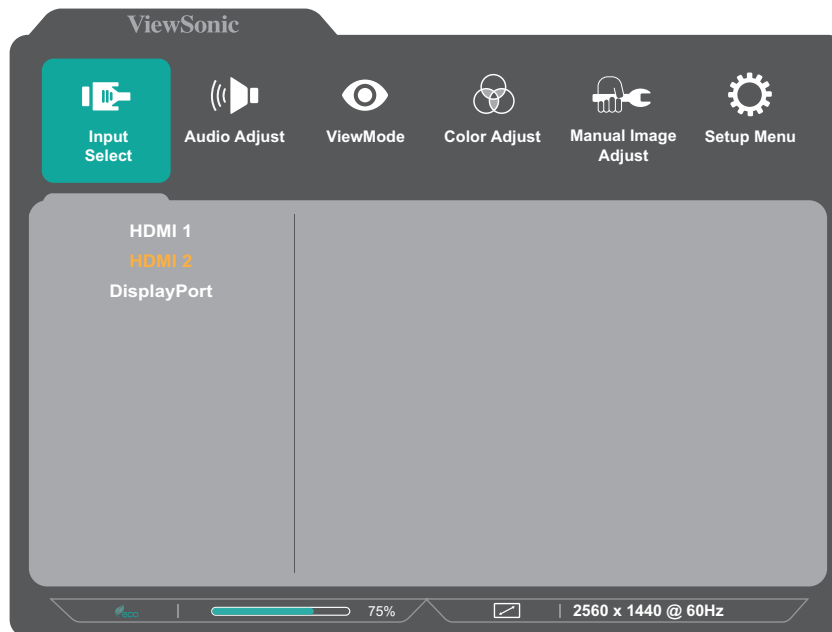 ViewSonic
Input
Select
Audio Adjust
ViewMode
Color Adjust
Manual Image
Adjust
Setup Menu
HDMI 1
HDMI 2
DisplayPort
eco
75%
2560 x 1440 @ 60Hz